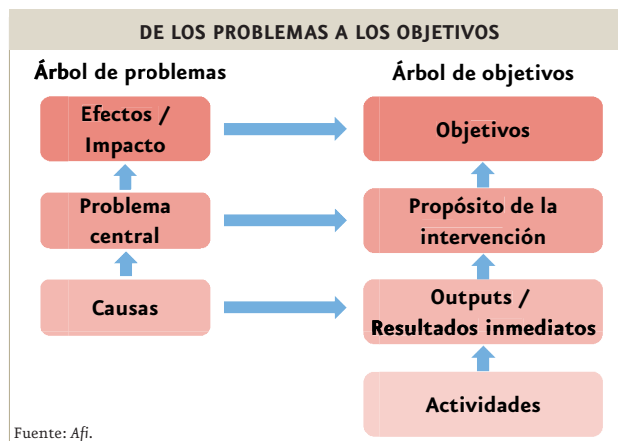 DE LOS PROBLEMAS A LOS OBJETIVOS
Árbol de problemas
Árbol de objetivos
Efectos /
Impacto
Objetivos
Problema
central
Propósito de la
intervención
Causas
Outputs /
Resultados inmediatos
Actividades
Fuente: Afi.